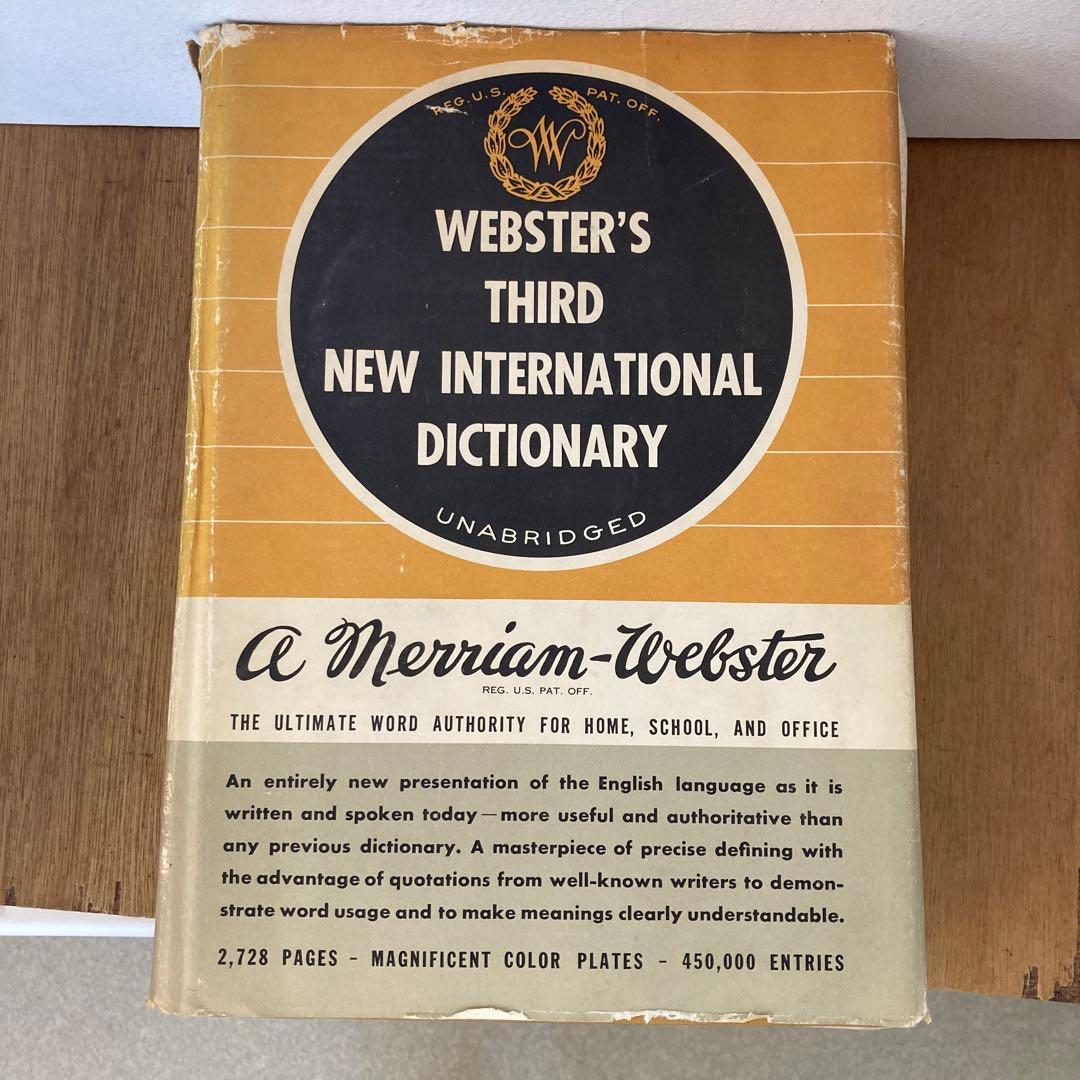 REG. U.S. PAT. OFF.
W
WEBSTER'S
THIRD
NEW INTERNATIONAL
DICTIONARY
UNABRIDGED
a Merriam-Webster
REG. U.S. PAT. OFF.
THE ULTIMATE WORD AUTHORITY FOR HOME, SCHOOL, AND OFFICE
An entirely new presentation of the English language as it is
written and spoken today—more useful and authoritative than
any previous dictionary. A masterpiece of precise defining with
the advantage of quotations from well-known writers to demon-
strate word usage and to make meanings clearly understandable.
2,728 PAGES – MAGNIFICENT COLOR PLATES – 450,000 ENTRIES